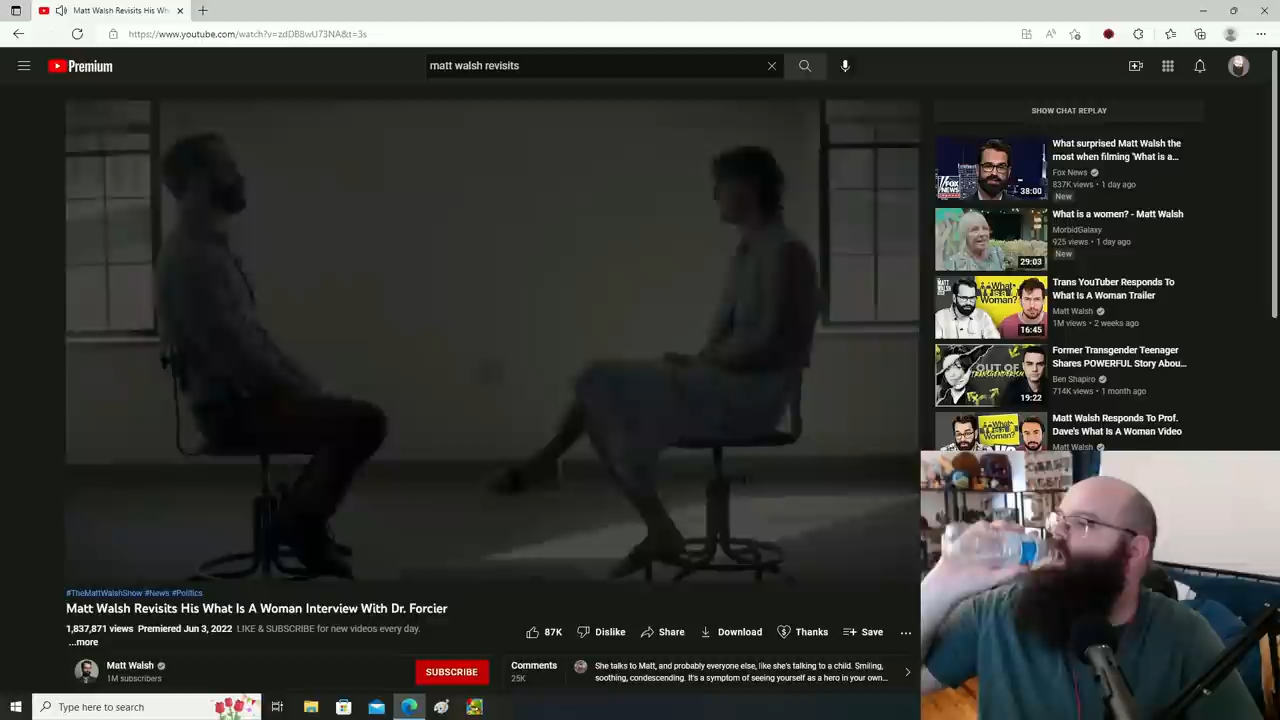 Matt Walsh Revisits His Wh
https://www.youtube.com/watch?v=zdDB8wU73NA&t=3s
Premium
matt walsh revisits
SHOW CHAT REPLAY
What surprised Matt Walsh the
most when filming 'What is a...
Fox News
837K views • 1 day ago
New
38:00
What is a women? - Matt Walsh
MorbidGalaxy
925 views • 1 day ago
New
29:03
Trans YouTuber Responds To
What Is A Woman Trailer
Matt Walsh
1M views • 2 weeks ago
16:45
Former Transgender Teenager
Shares POWERFUL Story Abou...
Ben Shapiro
714K views • 1 month ago
OUT OF
TRANSGENDERISM
19:22
Matt Walsh Responds To Prof.
Dave's What Is A Woman Video
Matt Walsh
#TheMattWalshShow #News #Politics
Matt Walsh Revisits His What Is A Woman Interview With Dr. Forcier
1,837,871 views Premiered Jun 3, 2022 LIKE & SUBSCRIBE for new videos every day.
...more
87K Dislike Share Download Thanks Save
Matt Walsh
1M subscribers
SUBSCRIBE
Comments
25K
She talks to Matt, and probably everyone else, like she's talking to a child. Smiling,
soothing, condescending. It's a symptom of seeing yourself as a hero in your own...
Type here to search